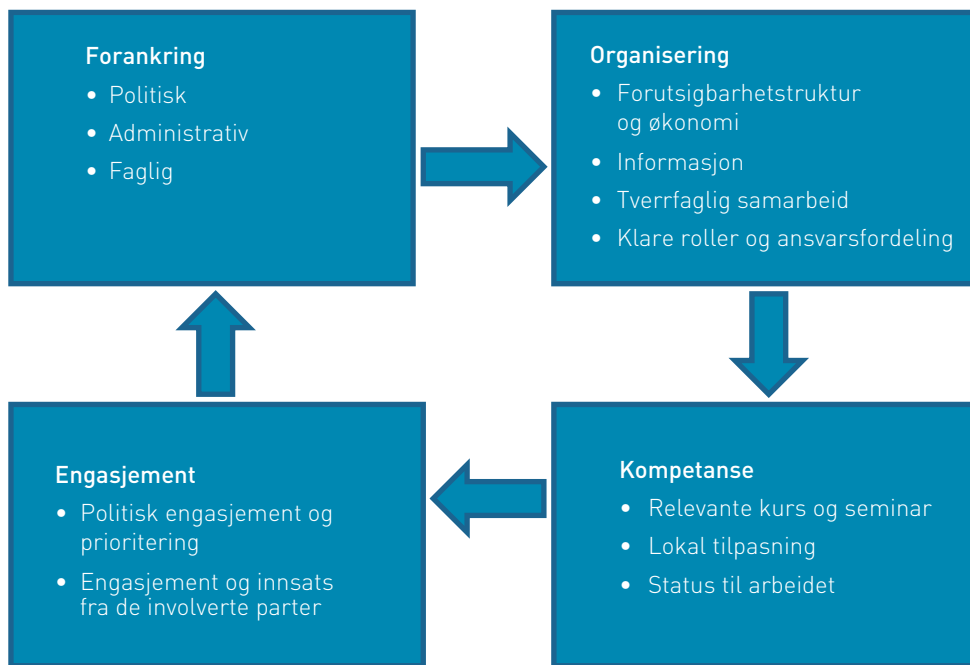 Forankring
• Politisk
• Administrativ
• Faglig
Organisering
• Forutsigbarhetstruktur
og økonomi
• Informasjon
• Tverrfaglig samarbeid
• Klare roller og ansvarsfordeling
Engasjement
• Politisk engasjement og
prioritering
• Engasjement og innsats
fra de involverte parter
Kompetanse
• Relevante kurs og seminar
• Lokal tilpasning
• Status til arbeidet